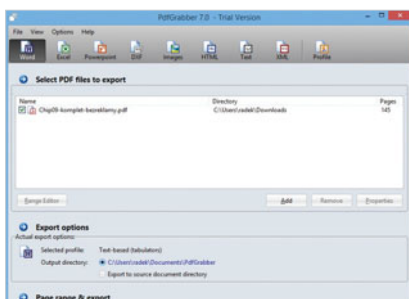 PdfGrabber 7.0 - Trial Version
File View Options Help
Word Excel Powerpoint DXF Images HTML Text XML Profile
Select PDF files to export
Name Directory Pages
Chip09-komplet-bezreklamy.pdf C:\Users\radek\Downloads 145
Range Editor Add Remove Properties
Export options
Actual export options:
Selected profile: Text-based (tabulators)
Output directory: C:\Users\radek\Documents\PdfGrabber
Export to source document directory
Page range & export